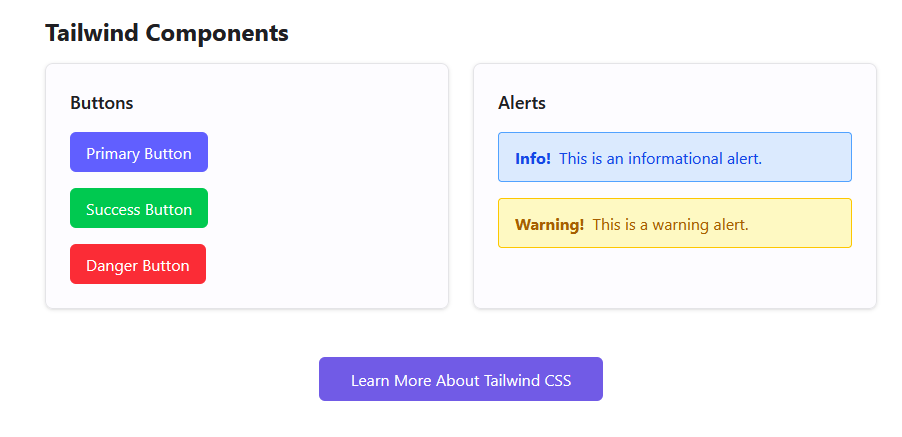 Tailwind Components
Buttons
Primary Button
Success Button
Danger Button
Alerts
Info! This is an informational alert.
Warning! This is a warning alert.
Learn More About Tailwind CSS